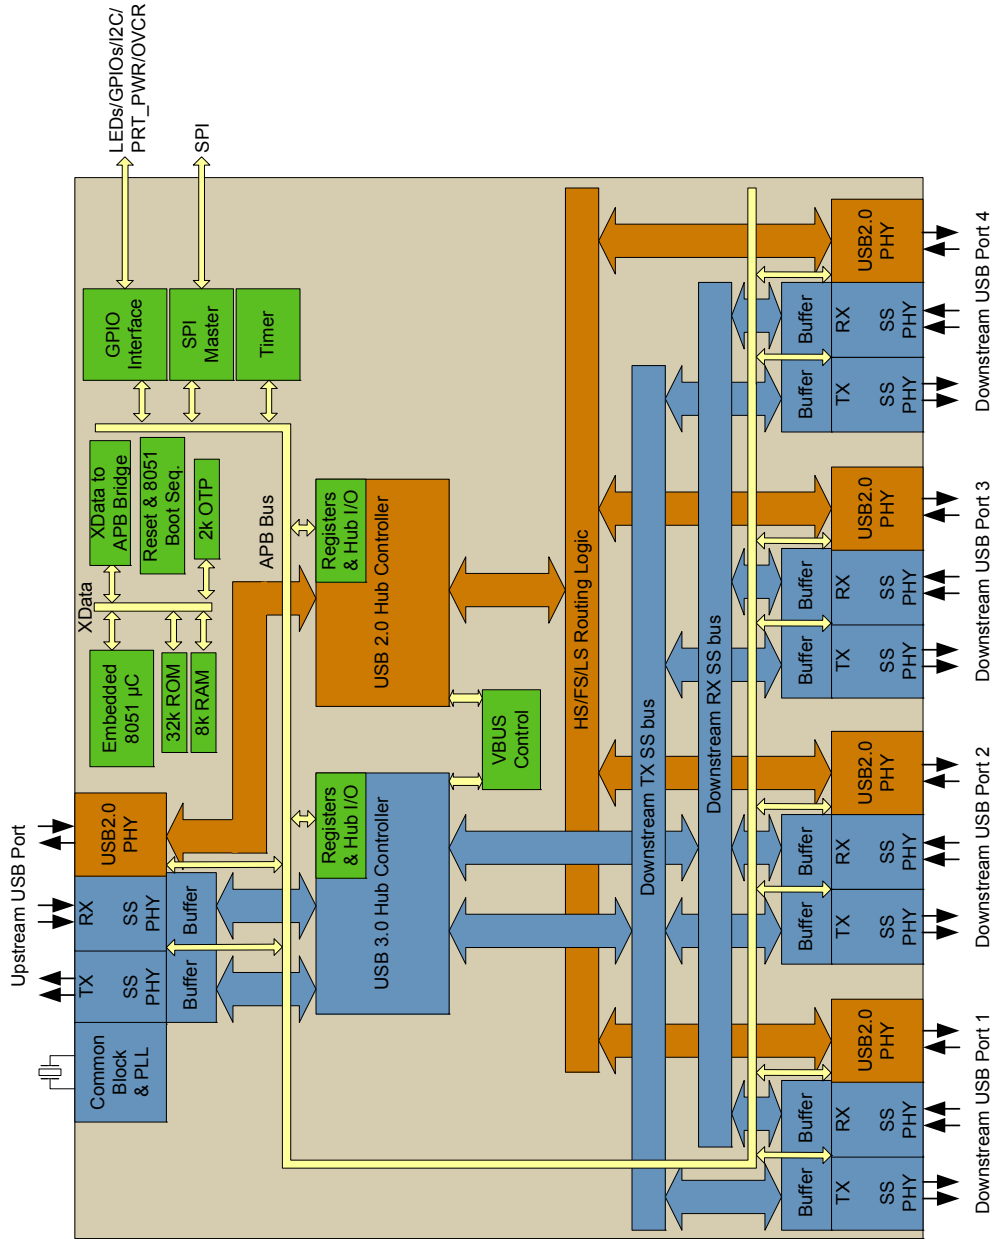 Upstream USB Port
Common
Block
& PLL
TX
SS
PHY
RX
SS
PHY
USB2.0
PHY
Buffer
Buffer
Embedded
8051 µC
32k ROM
8k RAM
XData
XData to
APB Bridge
Reset & 8051
Boot Seq.
2k OTP
GPIO
Interface
SPI
Master
Timer
LEDs/GPIOs/I2C/
PRT_PWR/OVCR
SPI
APB Bus
Registers
& Hub I/O
USB 3.0 Hub Controller
Registers
& Hub I/O
USB 2.0 Hub Controller
VBUS
Control
HS/FS/LS Routing Logic
Downstream TX SS bus
Downstream RX SS bus
Buffer
Buffer
TX
SS
PHY
RX
SS
PHY
USB2.0
PHY
Downstream USB Port 1
Buffer
Buffer
TX
SS
PHY
RX
SS
PHY
USB2.0
PHY
Downstream USB Port 2
Buffer
Buffer
TX
SS
PHY
RX
SS
PHY
USB2.0
PHY
Downstream USB Port 3
Buffer
Buffer
TX
SS
PHY
RX
SS
PHY
USB2.0
PHY
Downstream USB Port 4